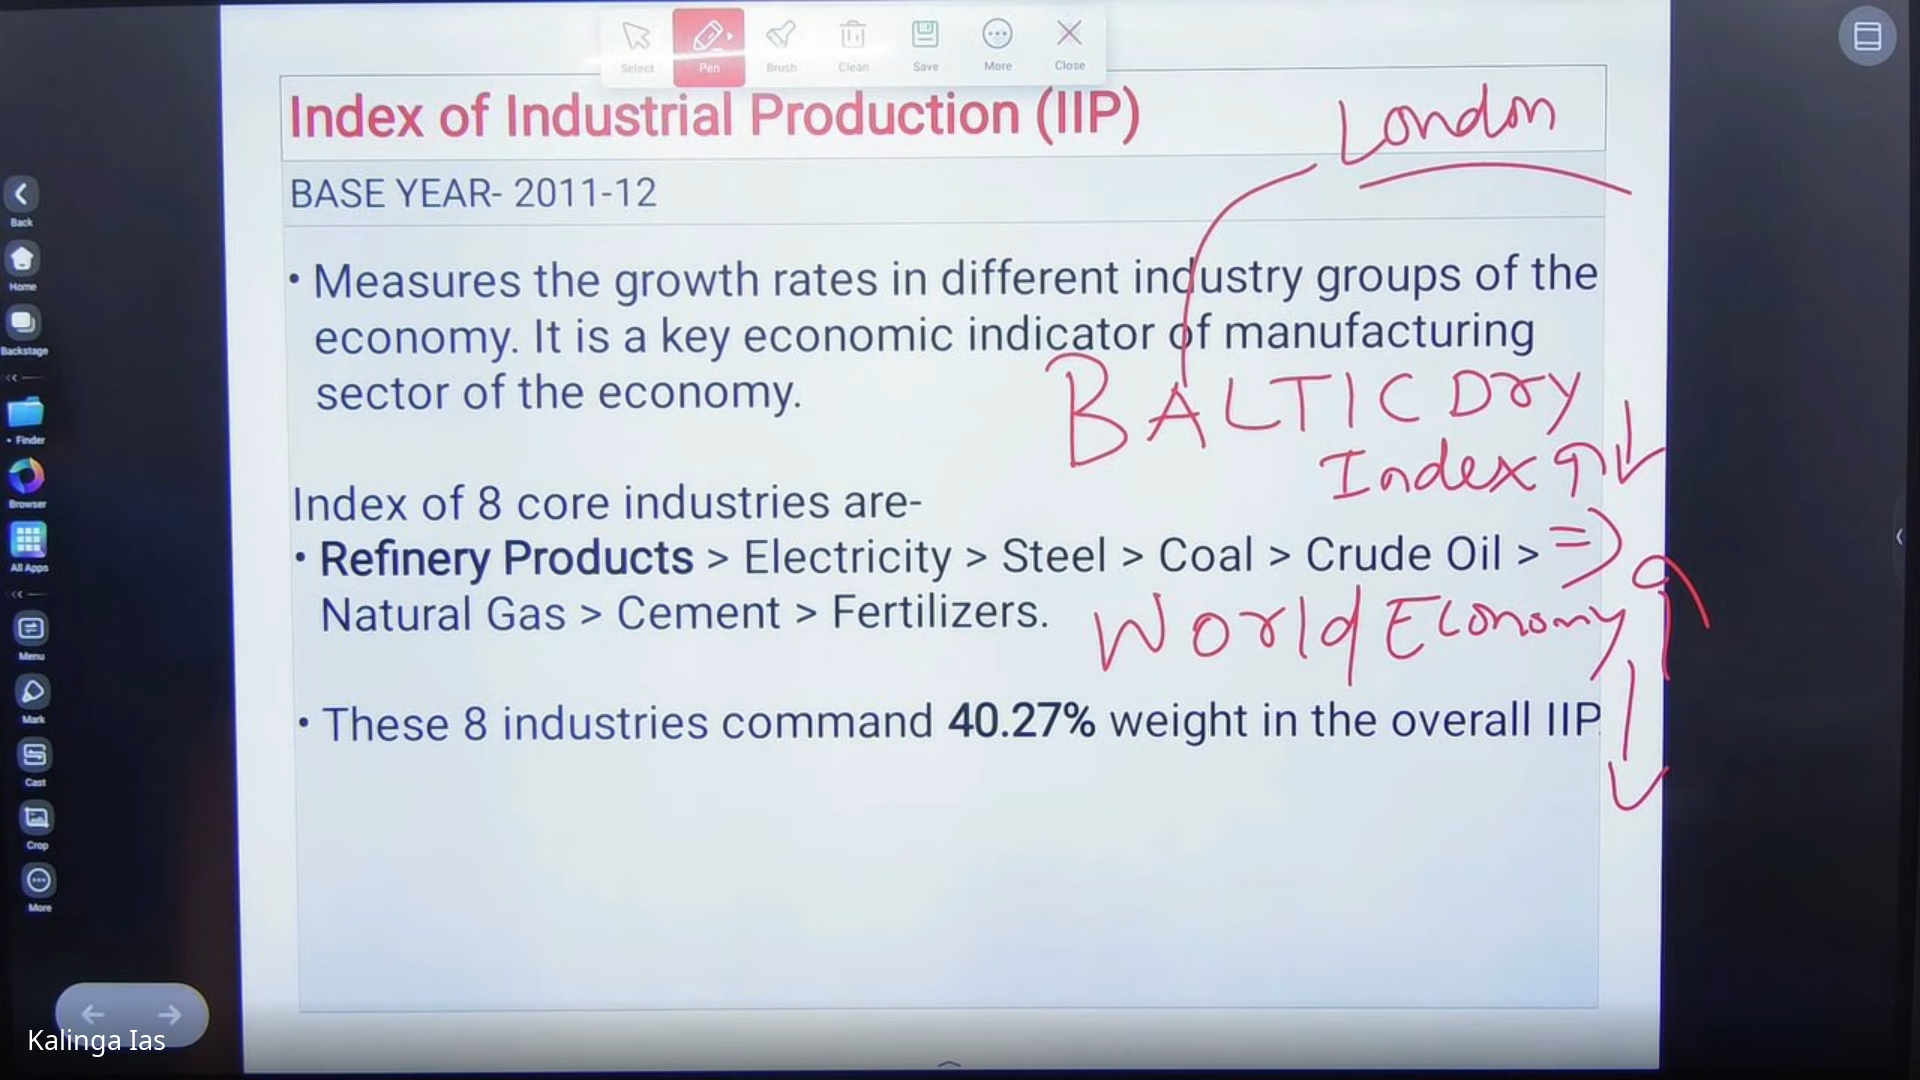 Select Pen Brush Clean Save More Close
Index of Industrial Production (IIP)
London
BASE YEAR- 2011-12
• Measures the growth rates in different industry groups of the
economy. It is a key economic indicator of manufacturing
sector of the economy.
BALTIC Dry
Index ↑↓
Index of 8 core industries are-
• Refinery Products > Electricity > Steel > Coal > Crude Oil > =>
Natural Gas > Cement > Fertilizers.
World Economy ↑↓
• These 8 industries command 40.27% weight in the overall IIP.
Back
Home
Backstage
Finder
Browser
All Apps
Menu
Mark
Cast
Crop
More
Kalinga Ias